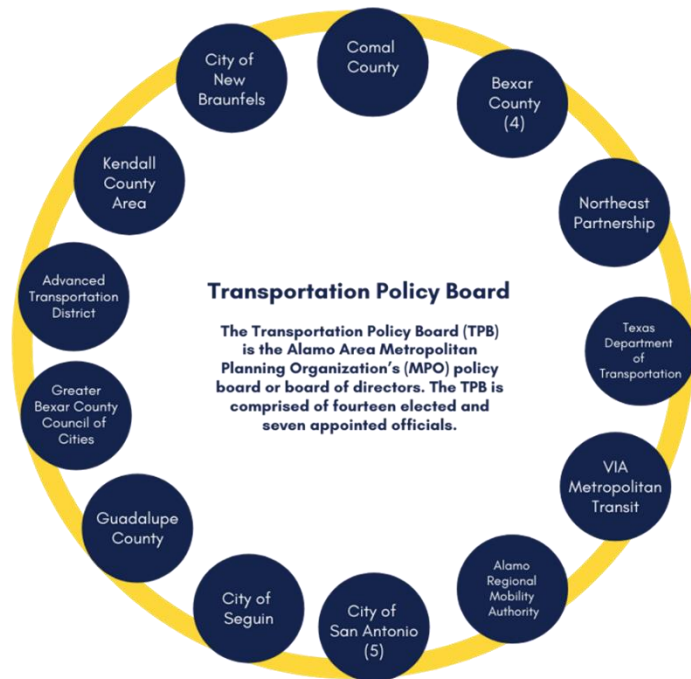 Comal
County
Bexar
County
(4)
Northeast
Partnership
Texas
Department
of
Transportation
VIA
Metropolitan
Transit
Alamo
Regional
Mobility
Authority
City of
San Antonio
(5)
City of
Seguin
Guadalupe
County
Greater
Bexar County
Council of
Cities
Advanced
Transportation
District
Kendall
County
Area
City of
New
Braunfels
Transportation Policy Board
The Transportation Policy Board (TPB)
is the Alamo Area Metropolitan
Planning Organization's (MPO) policy
board or board of directors. The TPB is
comprised of fourteen elected and
seven appointed officials.